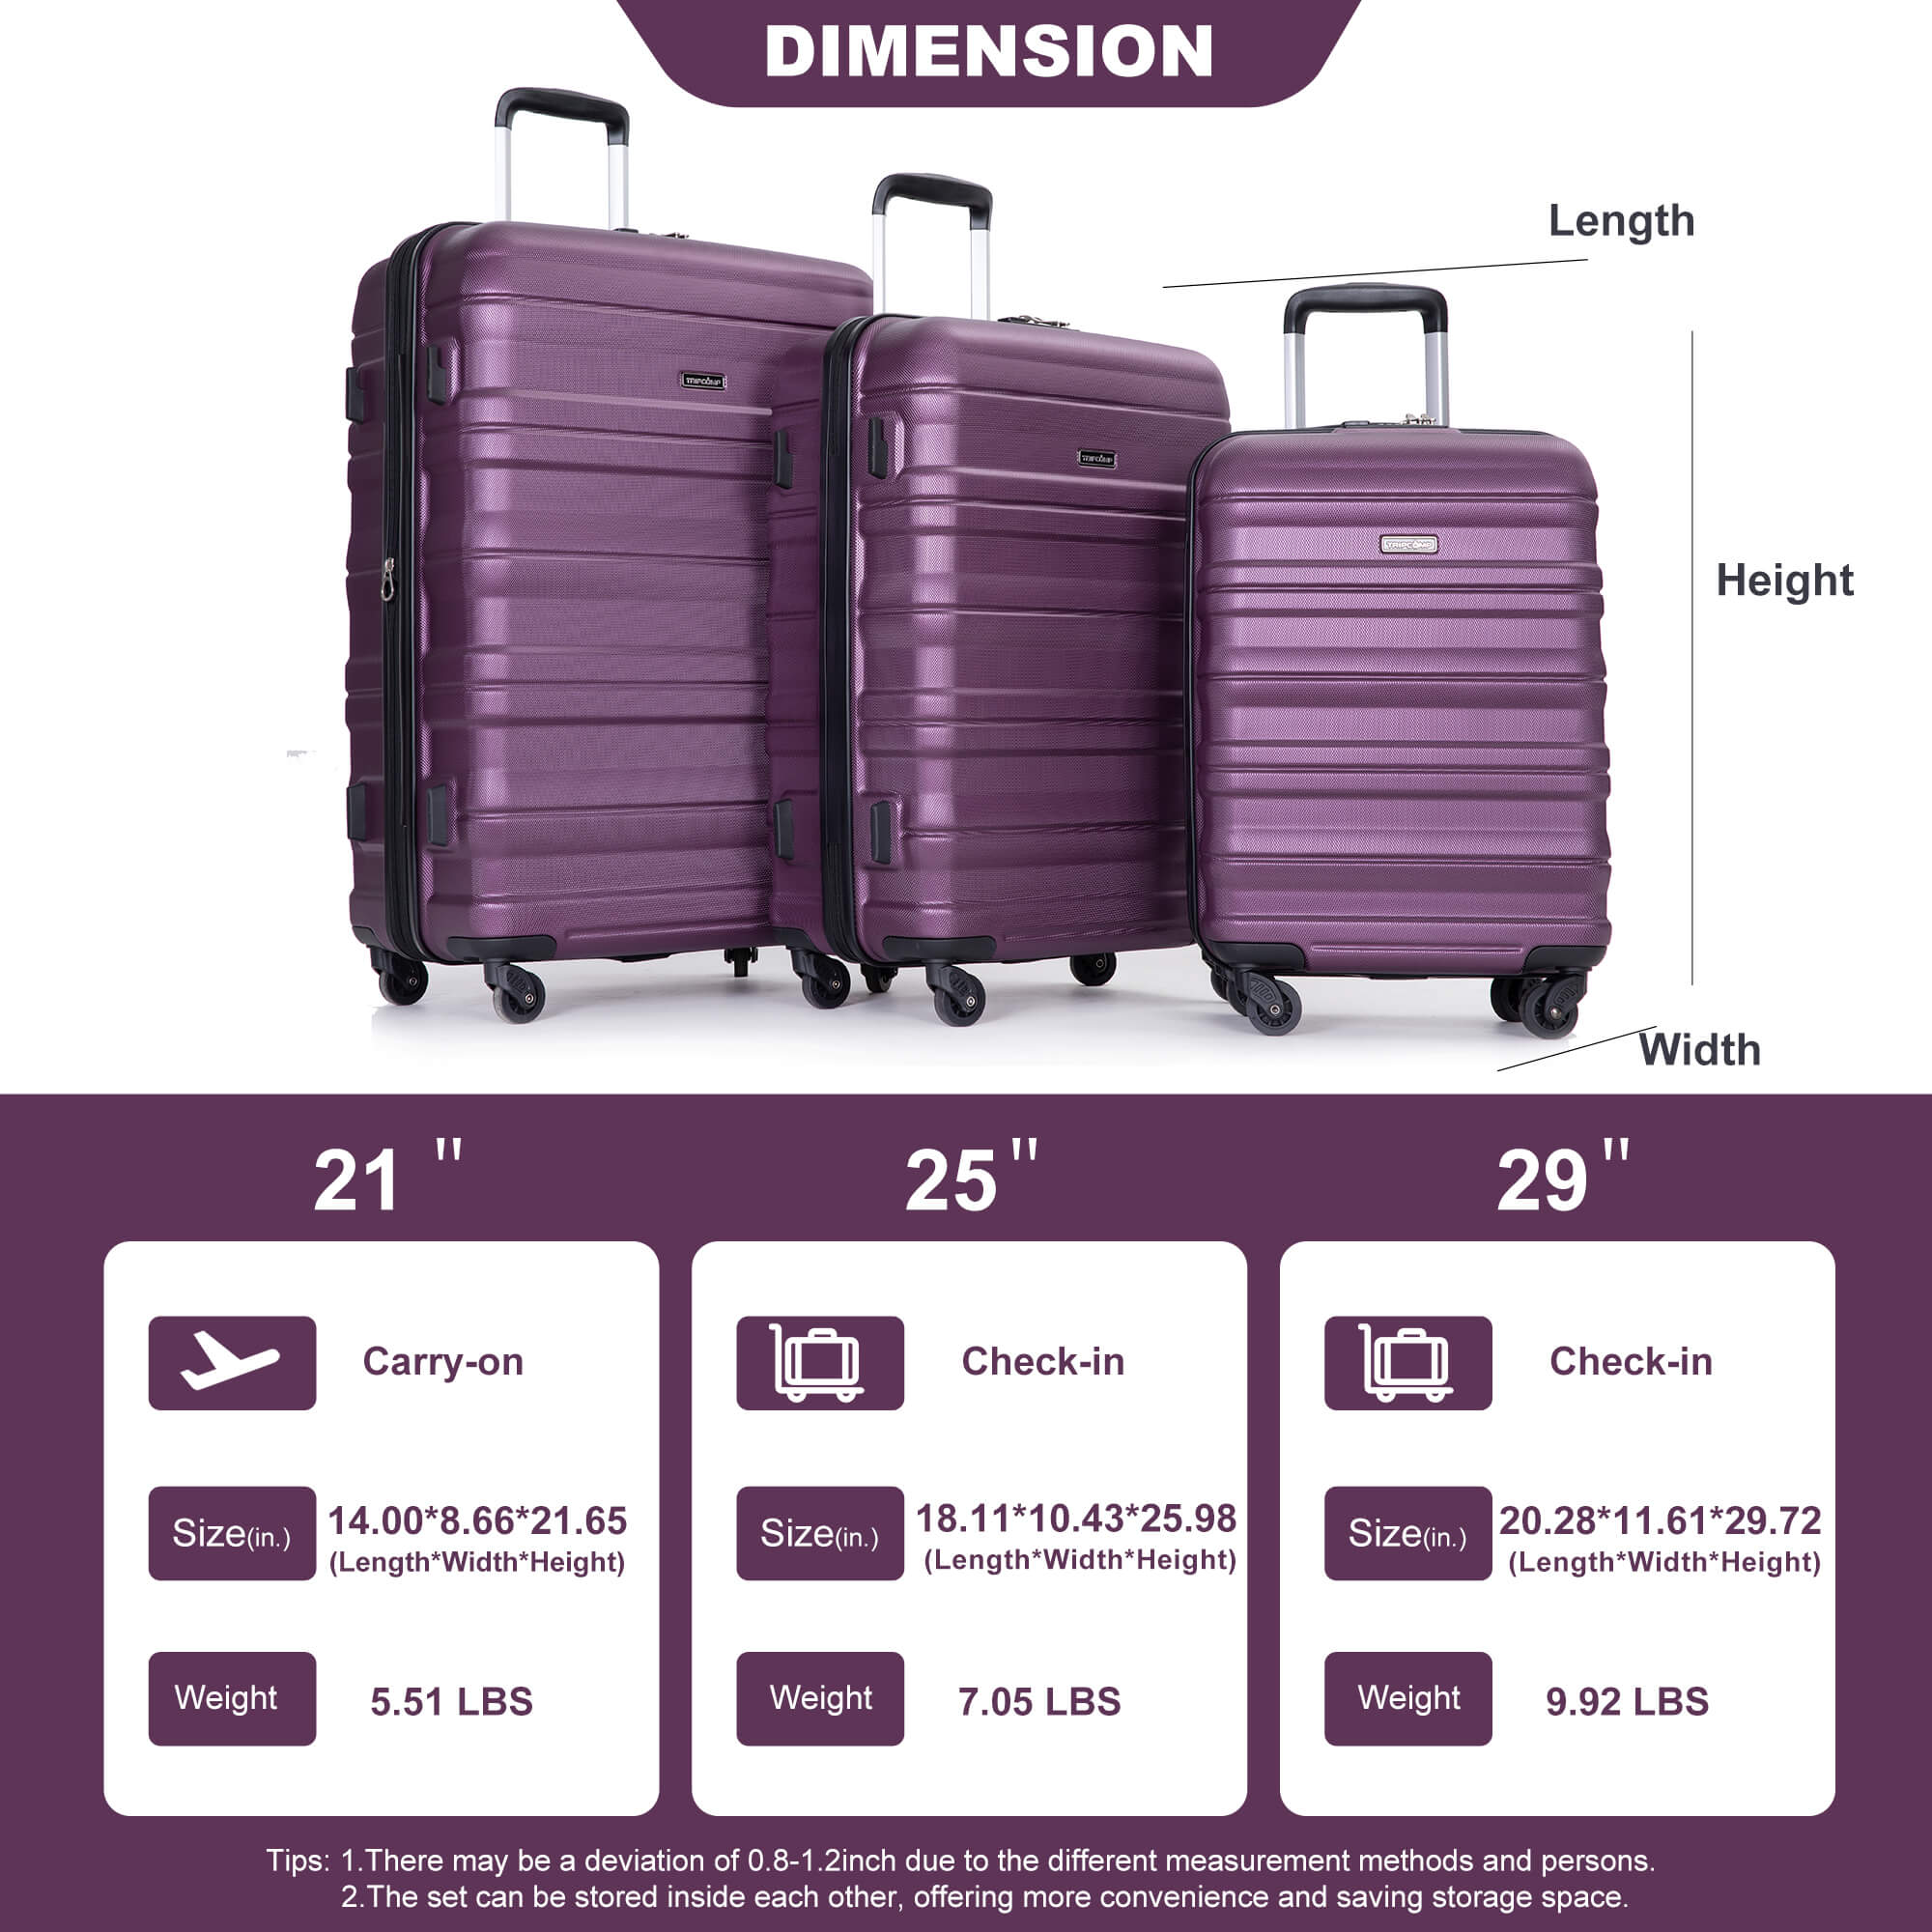 DIMENSION
Length
TRIPCOMP
TRIPCOMP
TRIPCOMP
Height
Width
21"
25"
29"
Carry-on
Check-in
Check-in
Size(in.)
14.00*8.66*21.65
(Length*Width*Height)
Size(in.)
18.11*10.43*25.98
(Length*Width*Height)
Size(in.)
20.28*11.61*29.72
(Length*Width*Height)
Weight
5.51 LBS
Weight
7.05 LBS
Weight
9.92 LBS
Tips: 1.There may be a deviation of 0.8-1.2inch due to the different measurement methods and persons.
2.The set can be stored inside each other, offering more convenience and saving storage space.